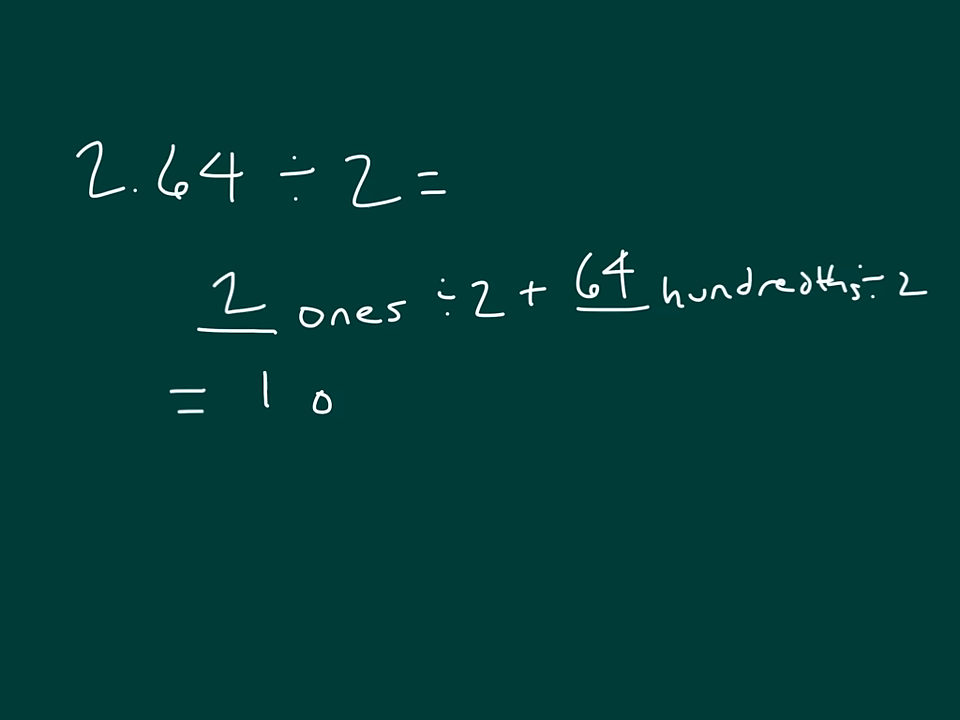 2.64 ÷ 2 =
2 ones ÷ 2 + 64 hundredths ÷ 2
= 1 o